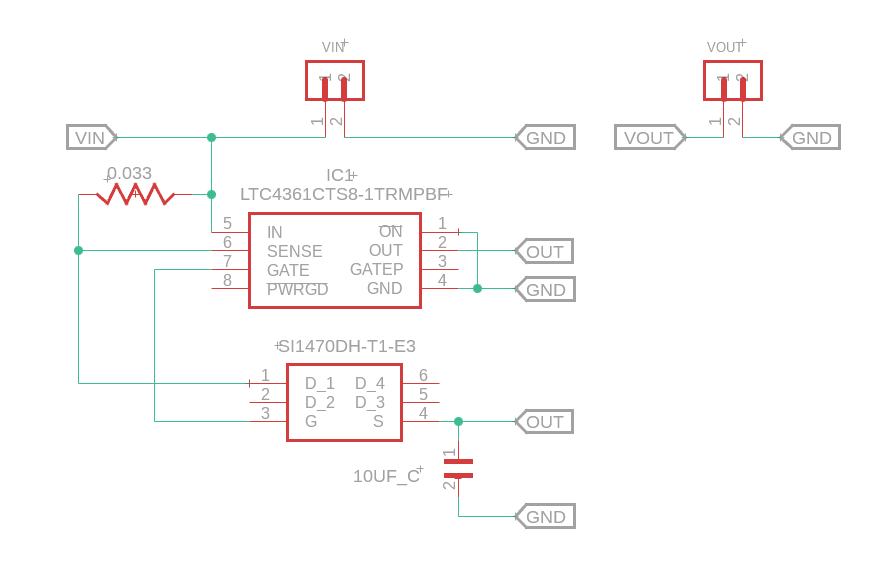 VIN
1 2
1 2
VIN
GND
VOUT
1 2
1 2
VOUT
GND
0.033
IC1
LTC4361CTS8-1TRMPBF
5 IN
6 SENSE
7 GATE
8 PWRGD
ON 1
OUT 2
GATEP 3
GND 4
OUT
GND
SI1470DH-T1-E3
1 D_1 D_4 6
2 D_2 D_3 5
3 G S 4
OUT
1
10UF_C
2
GND